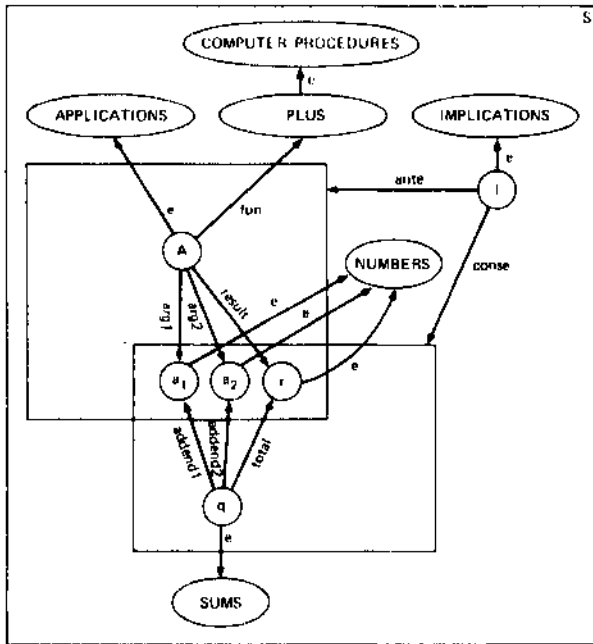 S
COMPUTER PROCEDURES
e
APPLICATIONS
PLUS
IMPLICATIONS
e
ante
I
e
fun
A
NUMBERS
conse
result
e
arg1
arg2
e
e
a1
a2
r
addend1
addend2
total
q
e
SUMS